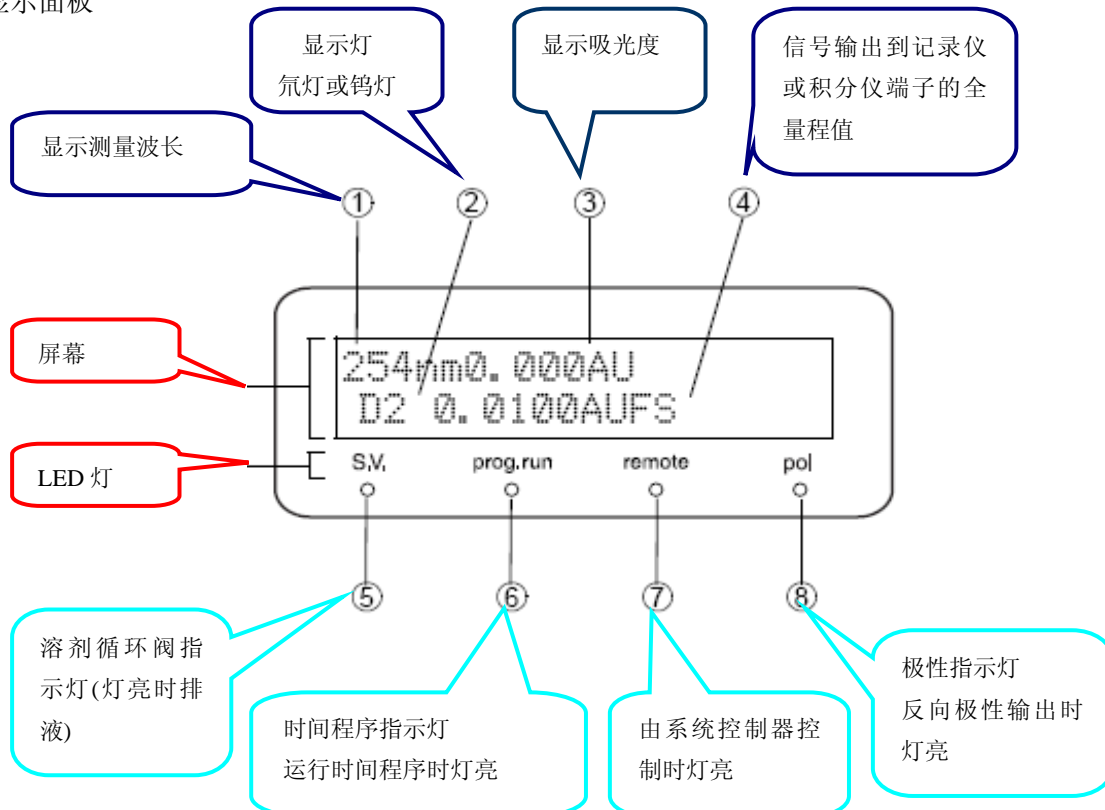 显示面板
显示灯
氘灯或钨灯
显示吸光度
信号输出到记录仪
或积分仪端子的全
量程值
显示测量波长
① ② ③ ④
屏幕
254nm0.000AU
D2 0.0100AUFS
LED 灯
S.V. prog.run remote pol
⑤ ⑥ ⑦ ⑧
溶剂循环阀指
示灯(灯亮时排
液)
时间程序指示灯
运行时间程序时灯亮
由系统控制器控
制时灯亮
极性指示灯
反向极性输出时
灯亮